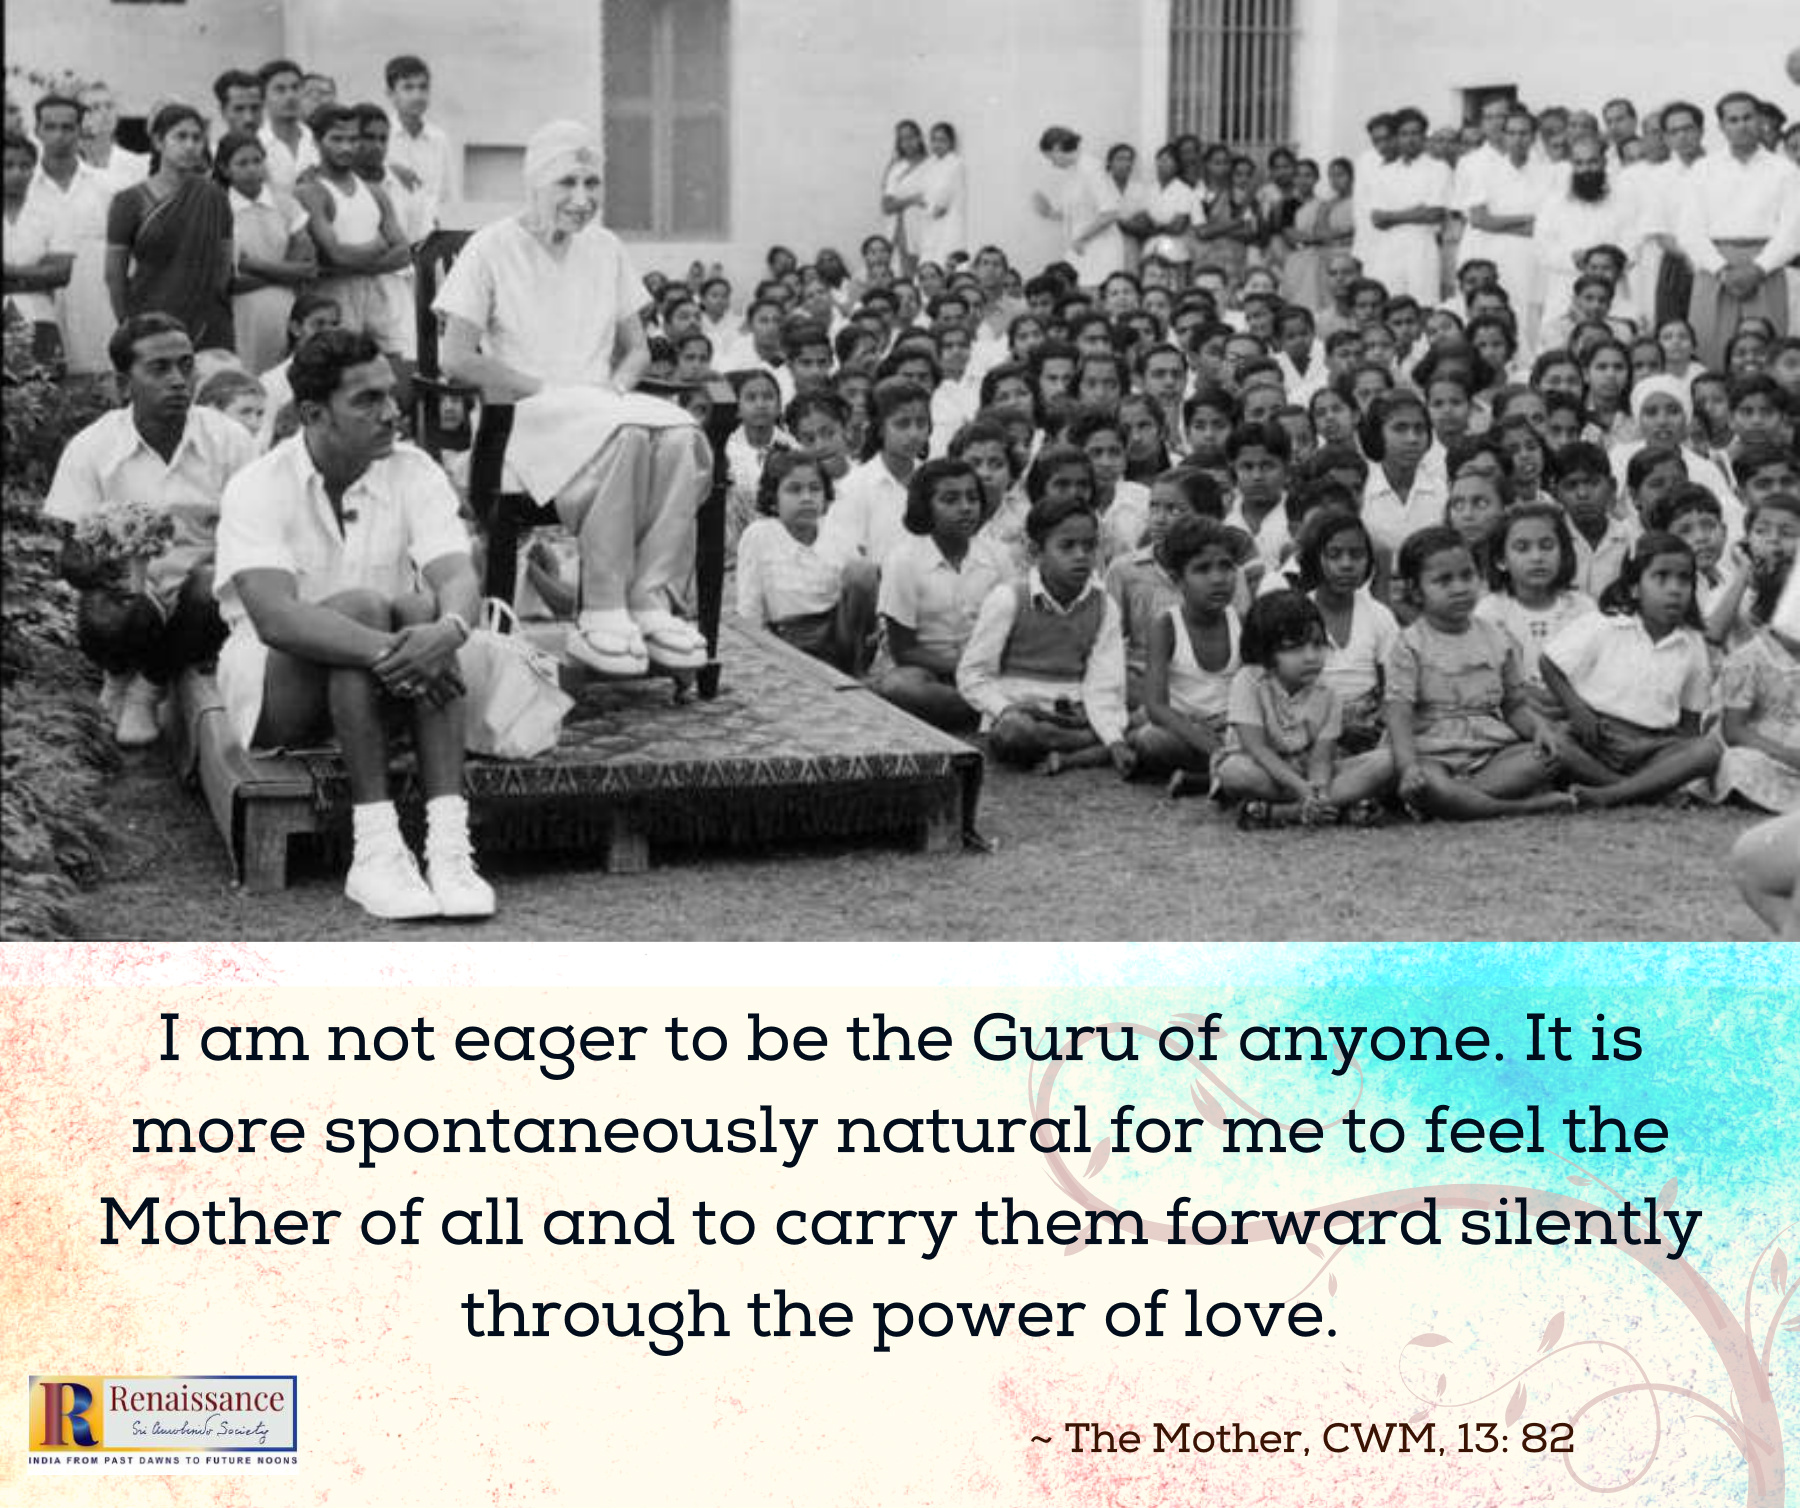 I am not eager to be the Guru of anyone. It is
more spontaneously natural for me to feel the
Mother of all and to carry them forward silently
through the power of love.
~ The Mother, CWM, 13: 82
R Renaissance
Sri Aurobindo Society
INDIA FROM PAST DAWNS TO FUTURE NOONS